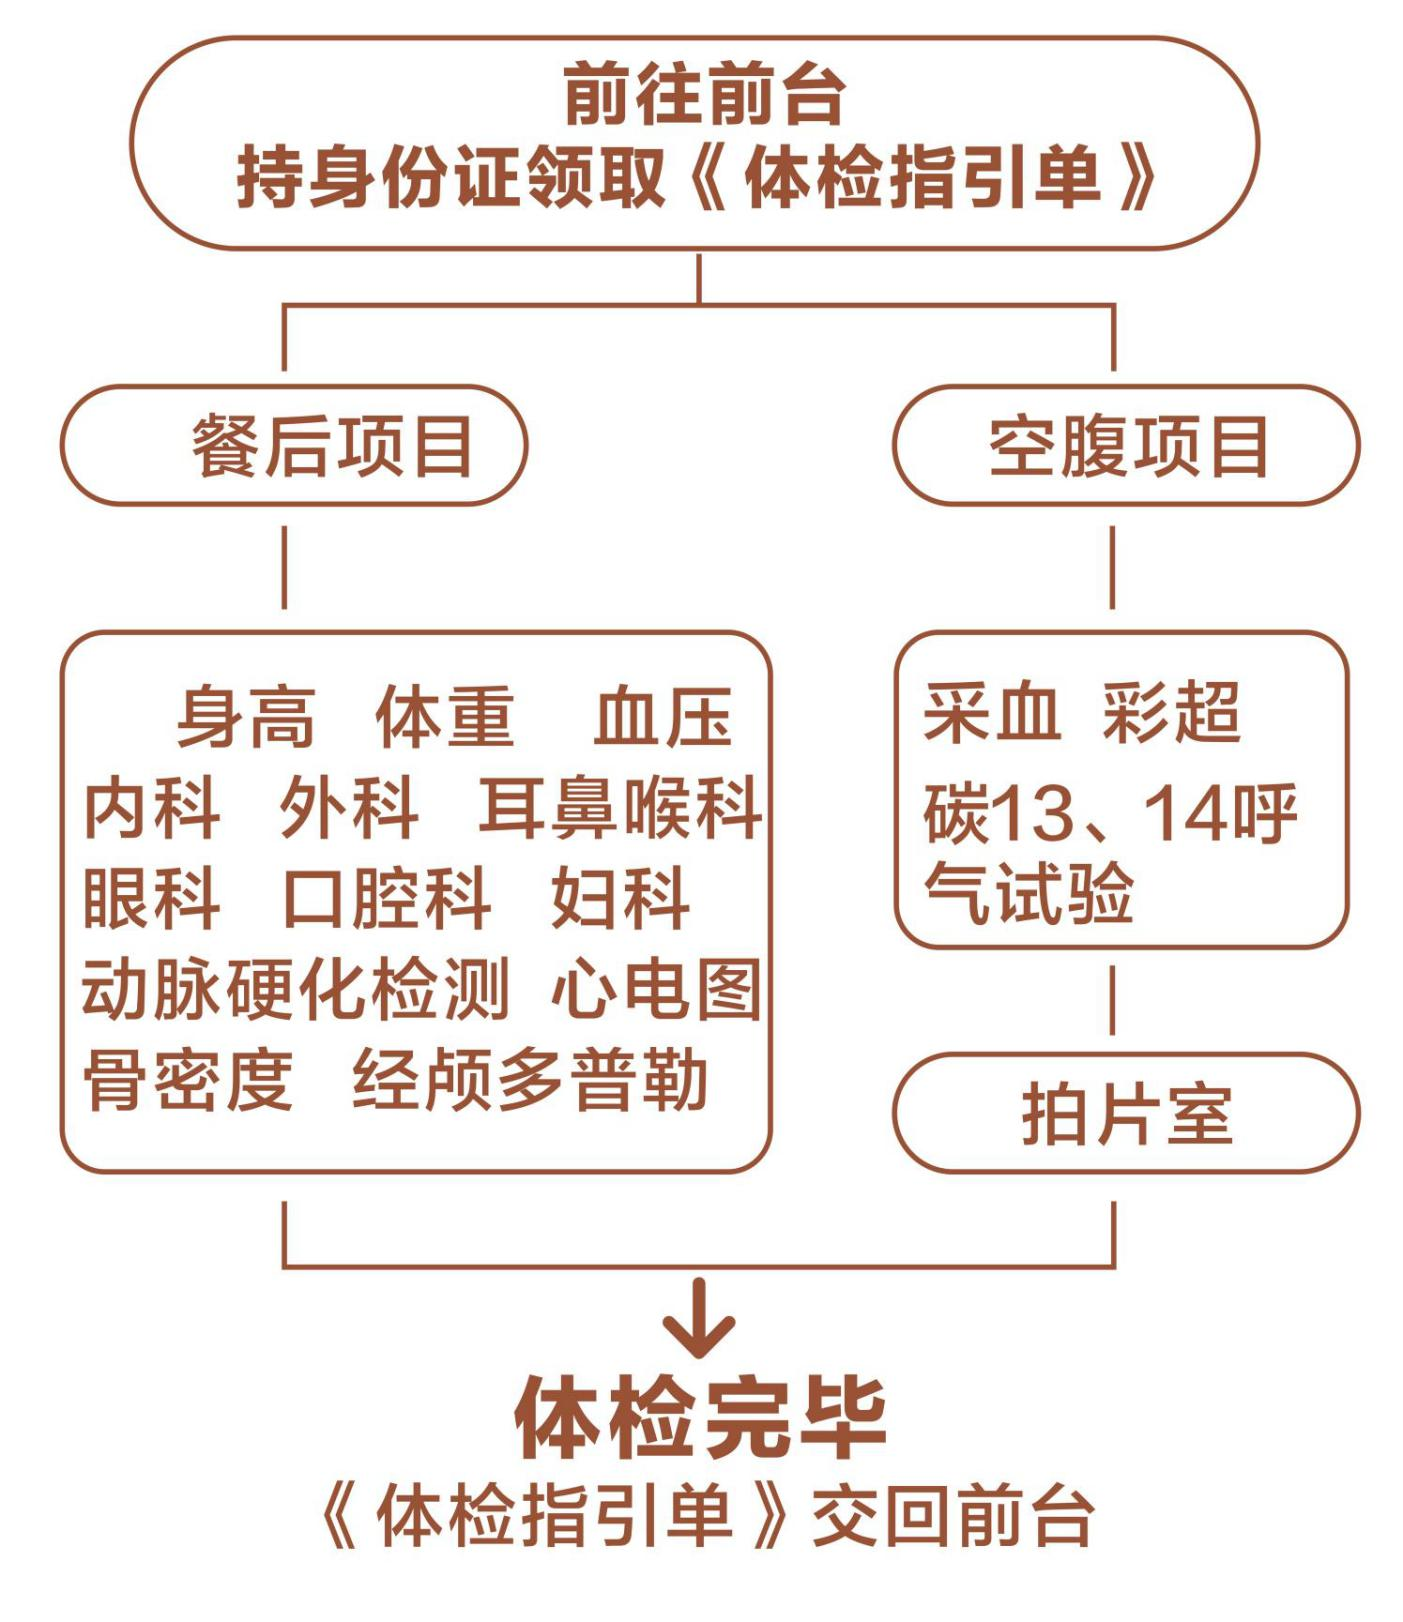 前往前台
持身份证领取《体检指引单》
餐后项目
空腹项目
身高 体重 血压
内科 外科 耳鼻喉科
眼科 口腔科 妇科
动脉硬化检测 心电图
骨密度 经颅多普勒
采血 彩超
碳13、14呼
气试验
拍片室
体检完毕
《体检指引单》交回前台